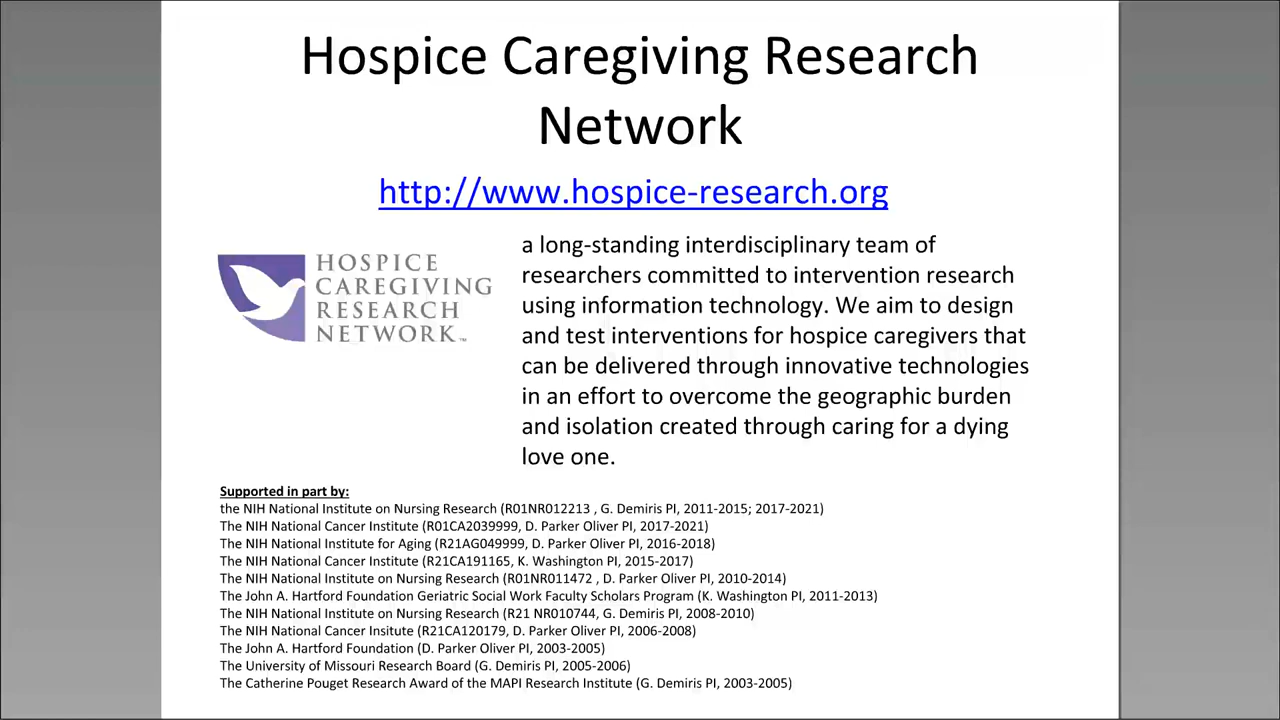 Hospice Caregiving Research
Network
http://www.hospice-research.org
HOSPICE
CAREGIVING
RESEARCH
NETWORK™
a long-standing interdisciplinary team of
researchers committed to intervention research
using information technology. We aim to design
and test interventions for hospice caregivers that
can be delivered through innovative technologies
in an effort to overcome the geographic burden
and isolation created through caring for a dying
love one.
Supported in part by:
the NIH National Institute on Nursing Research (R01NR012213 , G. Demiris PI, 2011-2015; 2017-2021)
The NIH National Cancer Institute (R01CA2039999, D. Parker Oliver PI, 2017-2021)
The NIH National Institute for Aging (R21AG049999, D. Parker Oliver PI, 2016-2018)
The NIH National Cancer Institute (R21CA191165, K. Washington PI, 2015-2017)
The NIH National Institute on Nursing Research (R01NR011472 , D. Parker Oliver PI, 2010-2014)
The John A. Hartford Foundation Geriatric Social Work Faculty Scholars Program (K. Washington PI, 2011-2013)
The NIH National Institute on Nursing Research (R21 NR010744, G. Demiris PI, 2008-2010)
The NIH National Cancer Insitute (R21CA120179, D. Parker Oliver PI, 2006-2008)
The John A. Hartford Foundation (D. Parker Oliver PI, 2003-2005)
The University of Missouri Research Board (G. Demiris PI, 2005-2006)
The Catherine Pouget Research Award of the MAPI Research Institute (G. Demiris PI, 2003-2005)